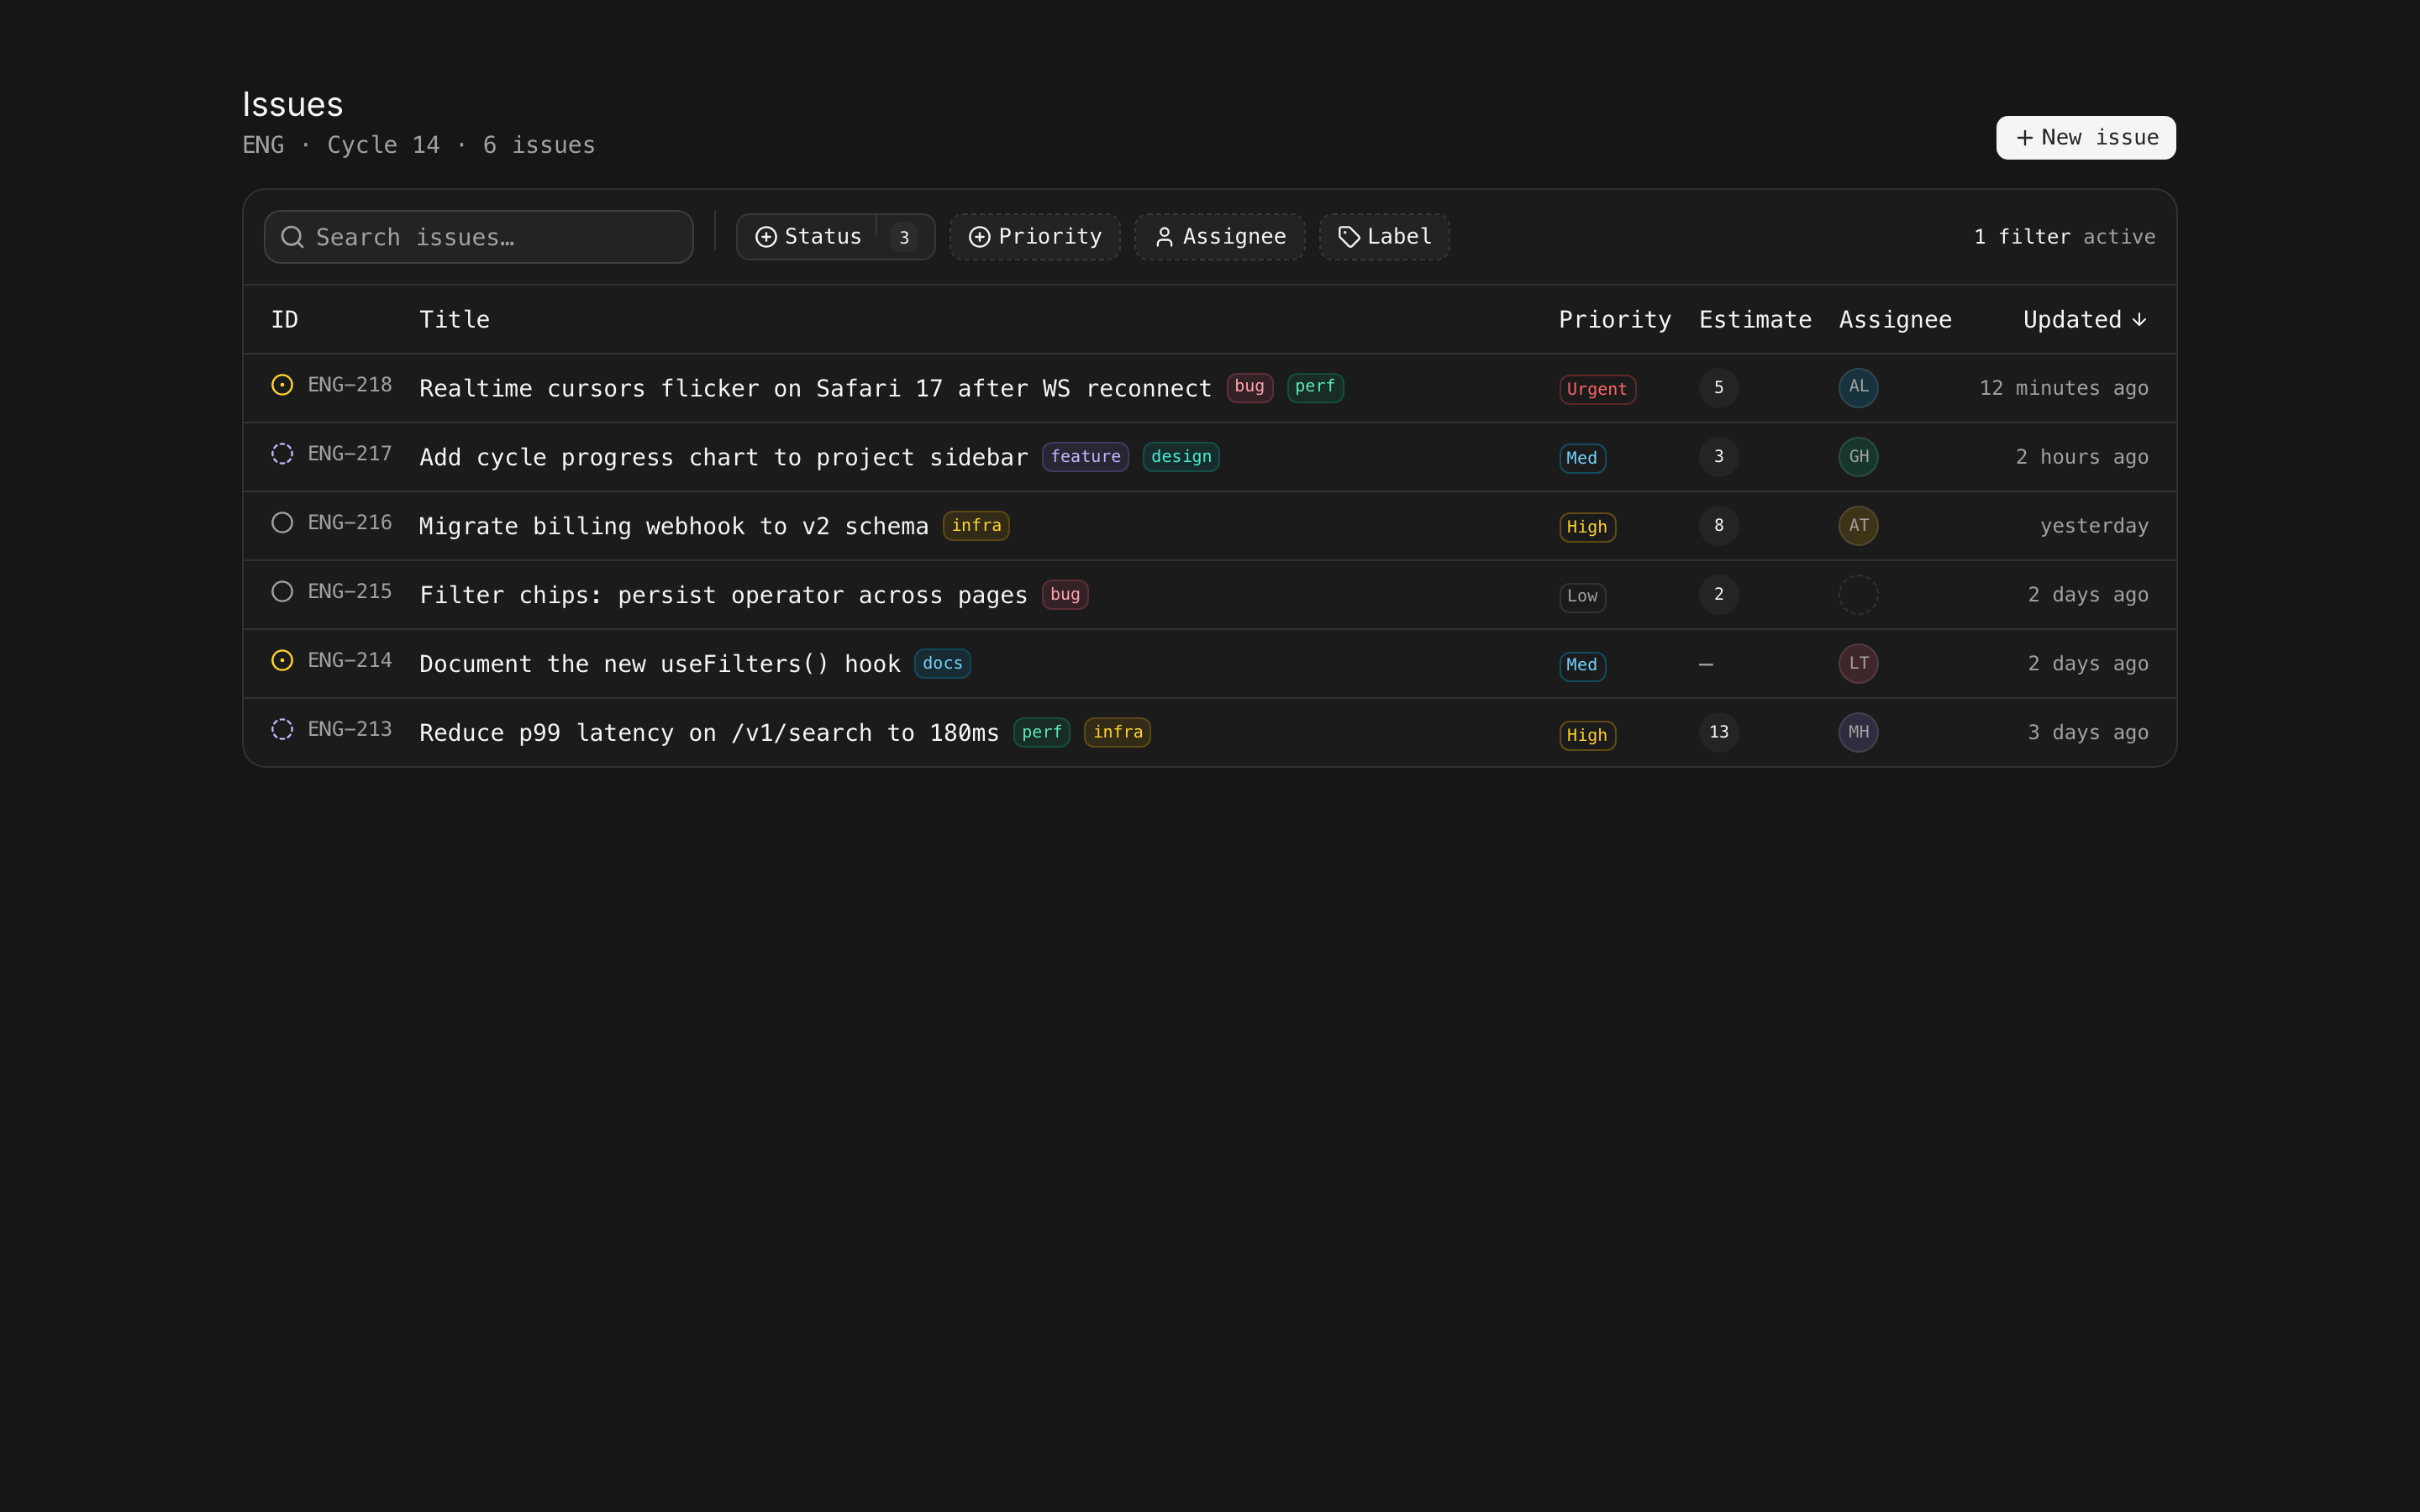 Issues
ENG · Cycle 14 · 6 issues
+ New issue
Search issues…
Status 3 Priority Assignee Label 1 filter active
ID Title Priority Estimate Assignee Updated ↓
ENG-218 Realtime cursors flicker on Safari 17 after WS reconnect bug perf Urgent 5 AL 12 minutes ago
ENG-217 Add cycle progress chart to project sidebar feature design Med 3 GH 2 hours ago
ENG-216 Migrate billing webhook to v2 schema infra High 8 AT yesterday
ENG-215 Filter chips: persist operator across pages bug Low 2 2 days ago
ENG-214 Document the new useFilters() hook docs Med — LT 2 days ago
ENG-213 Reduce p99 latency on /v1/search to 180ms perf infra High 13 MH 3 days ago